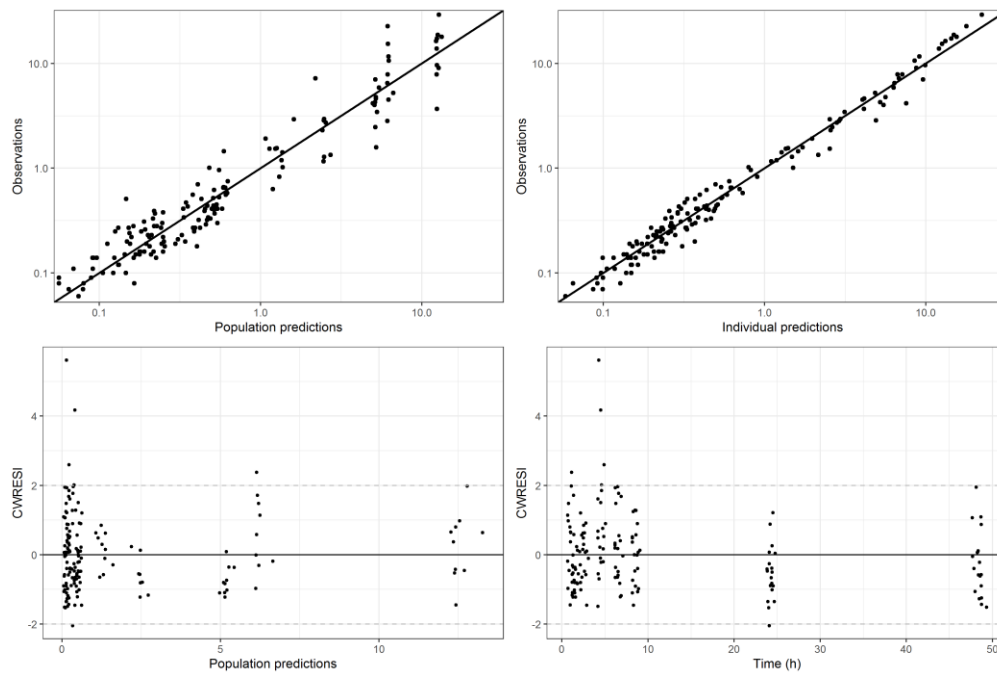 10.0
1.0
0.1
Observations
0.1 1.0 10.0
Population predictions
10.0
1.0
0.1
Observations
0.1 1.0 10.0
Individual predictions
4
2
0
-2
CWRESI
0 5 10
Population predictions
4
2
0
-2
CWRESI
0 10 20 30 40 50
Time (h)